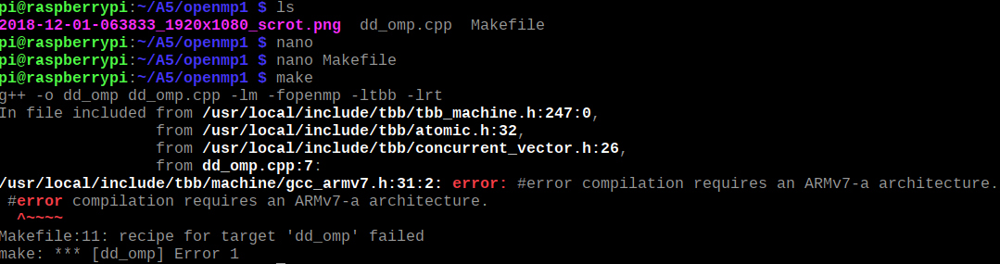 pi@raspberrypi:~/A5/openmp1 $ ls
2018-12-01-063833_1920x1080_scrot.png  dd_omp.cpp  Makefile
pi@raspberrypi:~/A5/openmp1 $ nano
pi@raspberrypi:~/A5/openmp1 $ nano Makefile
pi@raspberrypi:~/A5/openmp1 $ make
g++ -o dd_omp dd_omp.cpp -lm -fopenmp -ltbb -lrt
In file included from /usr/local/include/tbb/tbb_machine.h:247:0,
                 from /usr/local/include/tbb/atomic.h:32,
                 from /usr/local/include/tbb/concurrent_vector.h:26,
                 from dd_omp.cpp:7:
/usr/local/include/tbb/machine/gcc_armv7.h:31:2: error: #error compilation requires an ARMv7-a architecture.
 #error compilation requires an ARMv7-a architecture.
  ^~~~~
Makefile:11: recipe for target 'dd_omp' failed
make: *** [dd_omp] Error 1